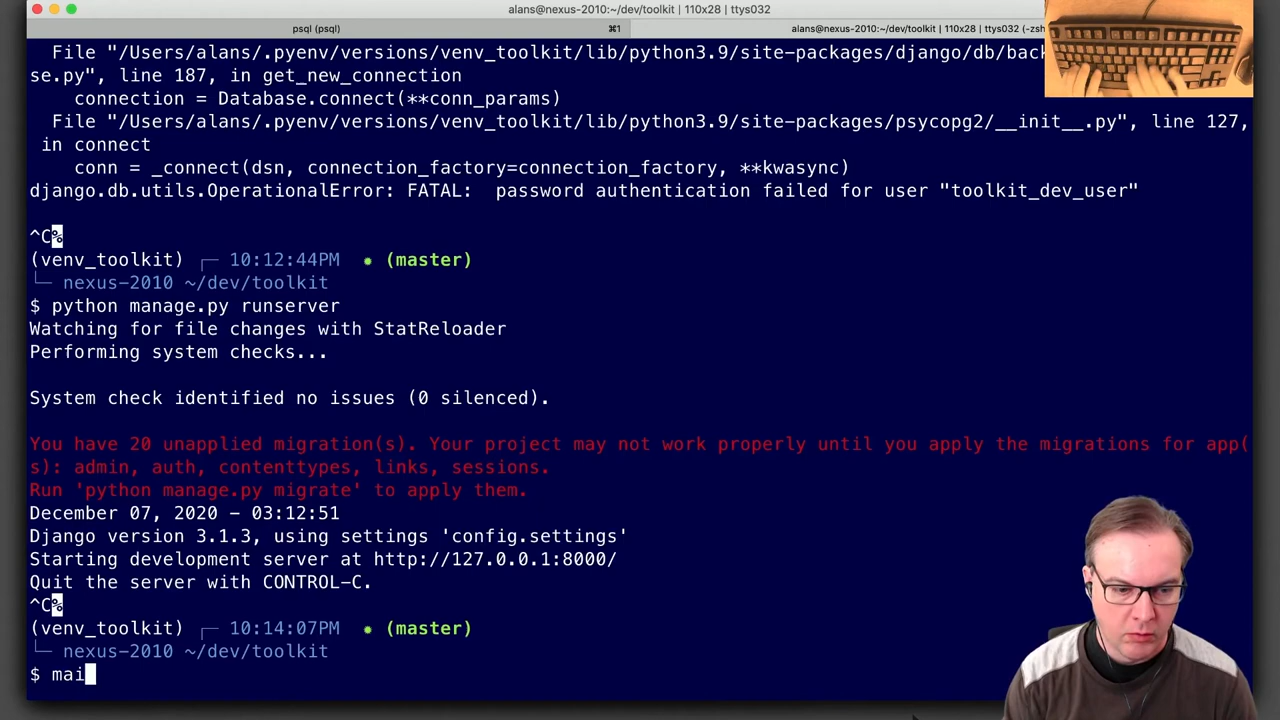 alans@nexus-2010:~/dev/toolkit | 110x28 | ttys032
psql (psql) ⌘1 alans@nexus-2010:~/dev/toolkit | 110x28 | ttys032 (-zsh
File "/Users/alans/.pyenv/versions/venv_toolkit/lib/python3.9/site-packages/django/db/bac
se.py", line 187, in get_new_connection
connection = Database.connect(**conn_params)
File "/Users/alans/.pyenv/versions/venv_toolkit/lib/python3.9/site-packages/psycopg2/__init__.py", line 127,
in connect
conn = _connect(dsn, connection_factory=connection_factory, **kwasync)
django.db.utils.OperationalError: FATAL:  password authentication failed for user "toolkit_dev_user"
^C%
(venv_toolkit) ┌─ 10:12:44PM ● (master)
└─ nexus-2010 ~/dev/toolkit
$ python manage.py runserver
Watching for file changes with StatReloader
Performing system checks...
System check identified no issues (0 silenced).
You have 20 unapplied migration(s). Your project may not work properly until you apply the migrations for app(
s): admin, auth, contenttypes, links, sessions.
Run 'python manage.py migrate' to apply them.
December 07, 2020 - 03:12:51
Django version 3.1.3, using settings 'config.settings'
Starting development server at http://127.0.0.1:8000/
Quit the server with CONTROL-C.
^C%
(venv_toolkit) ┌─ 10:14:07PM ● (master)
└─ nexus-2010 ~/dev/toolkit
$ mai